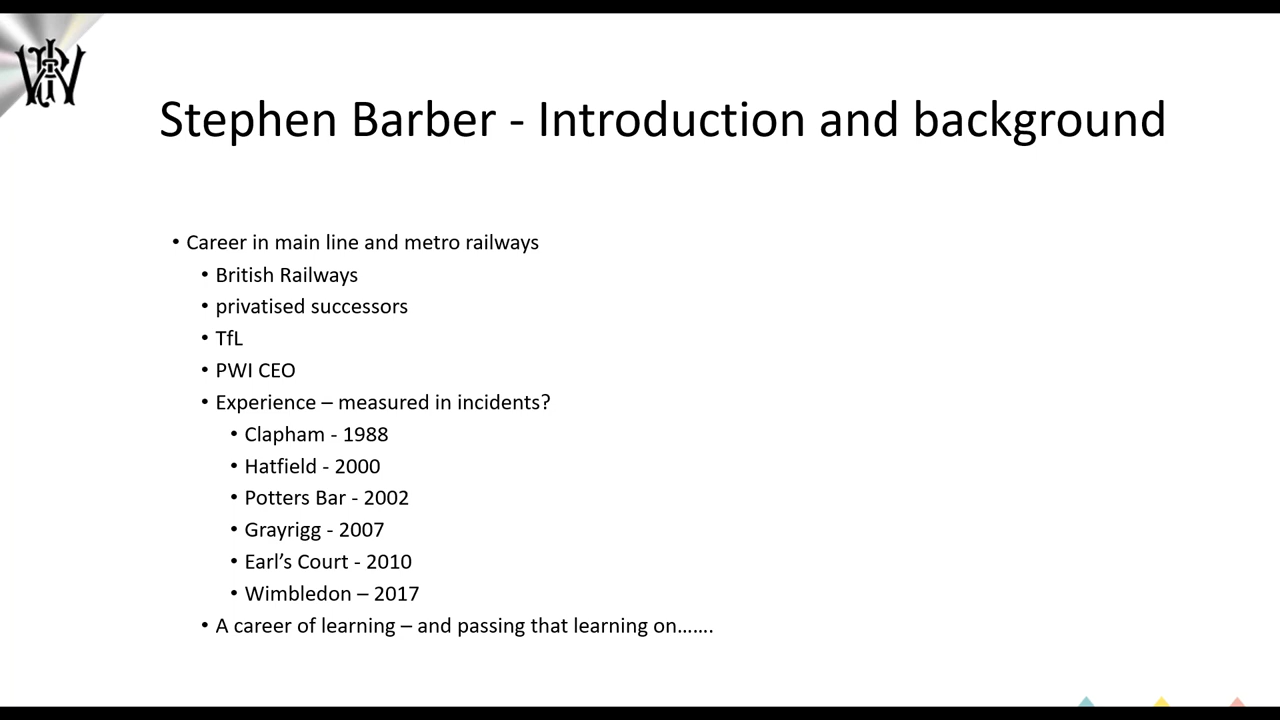 Stephen Barber - Introduction and background
• Career in main line and metro railways
• British Railways
• privatised successors
• TfL
• PWI CEO
• Experience – measured in incidents?
• Clapham - 1988
• Hatfield - 2000
• Potters Bar - 2002
• Grayrigg - 2007
• Earl’s Court - 2010
• Wimbledon – 2017
• A career of learning – and passing that learning on…….